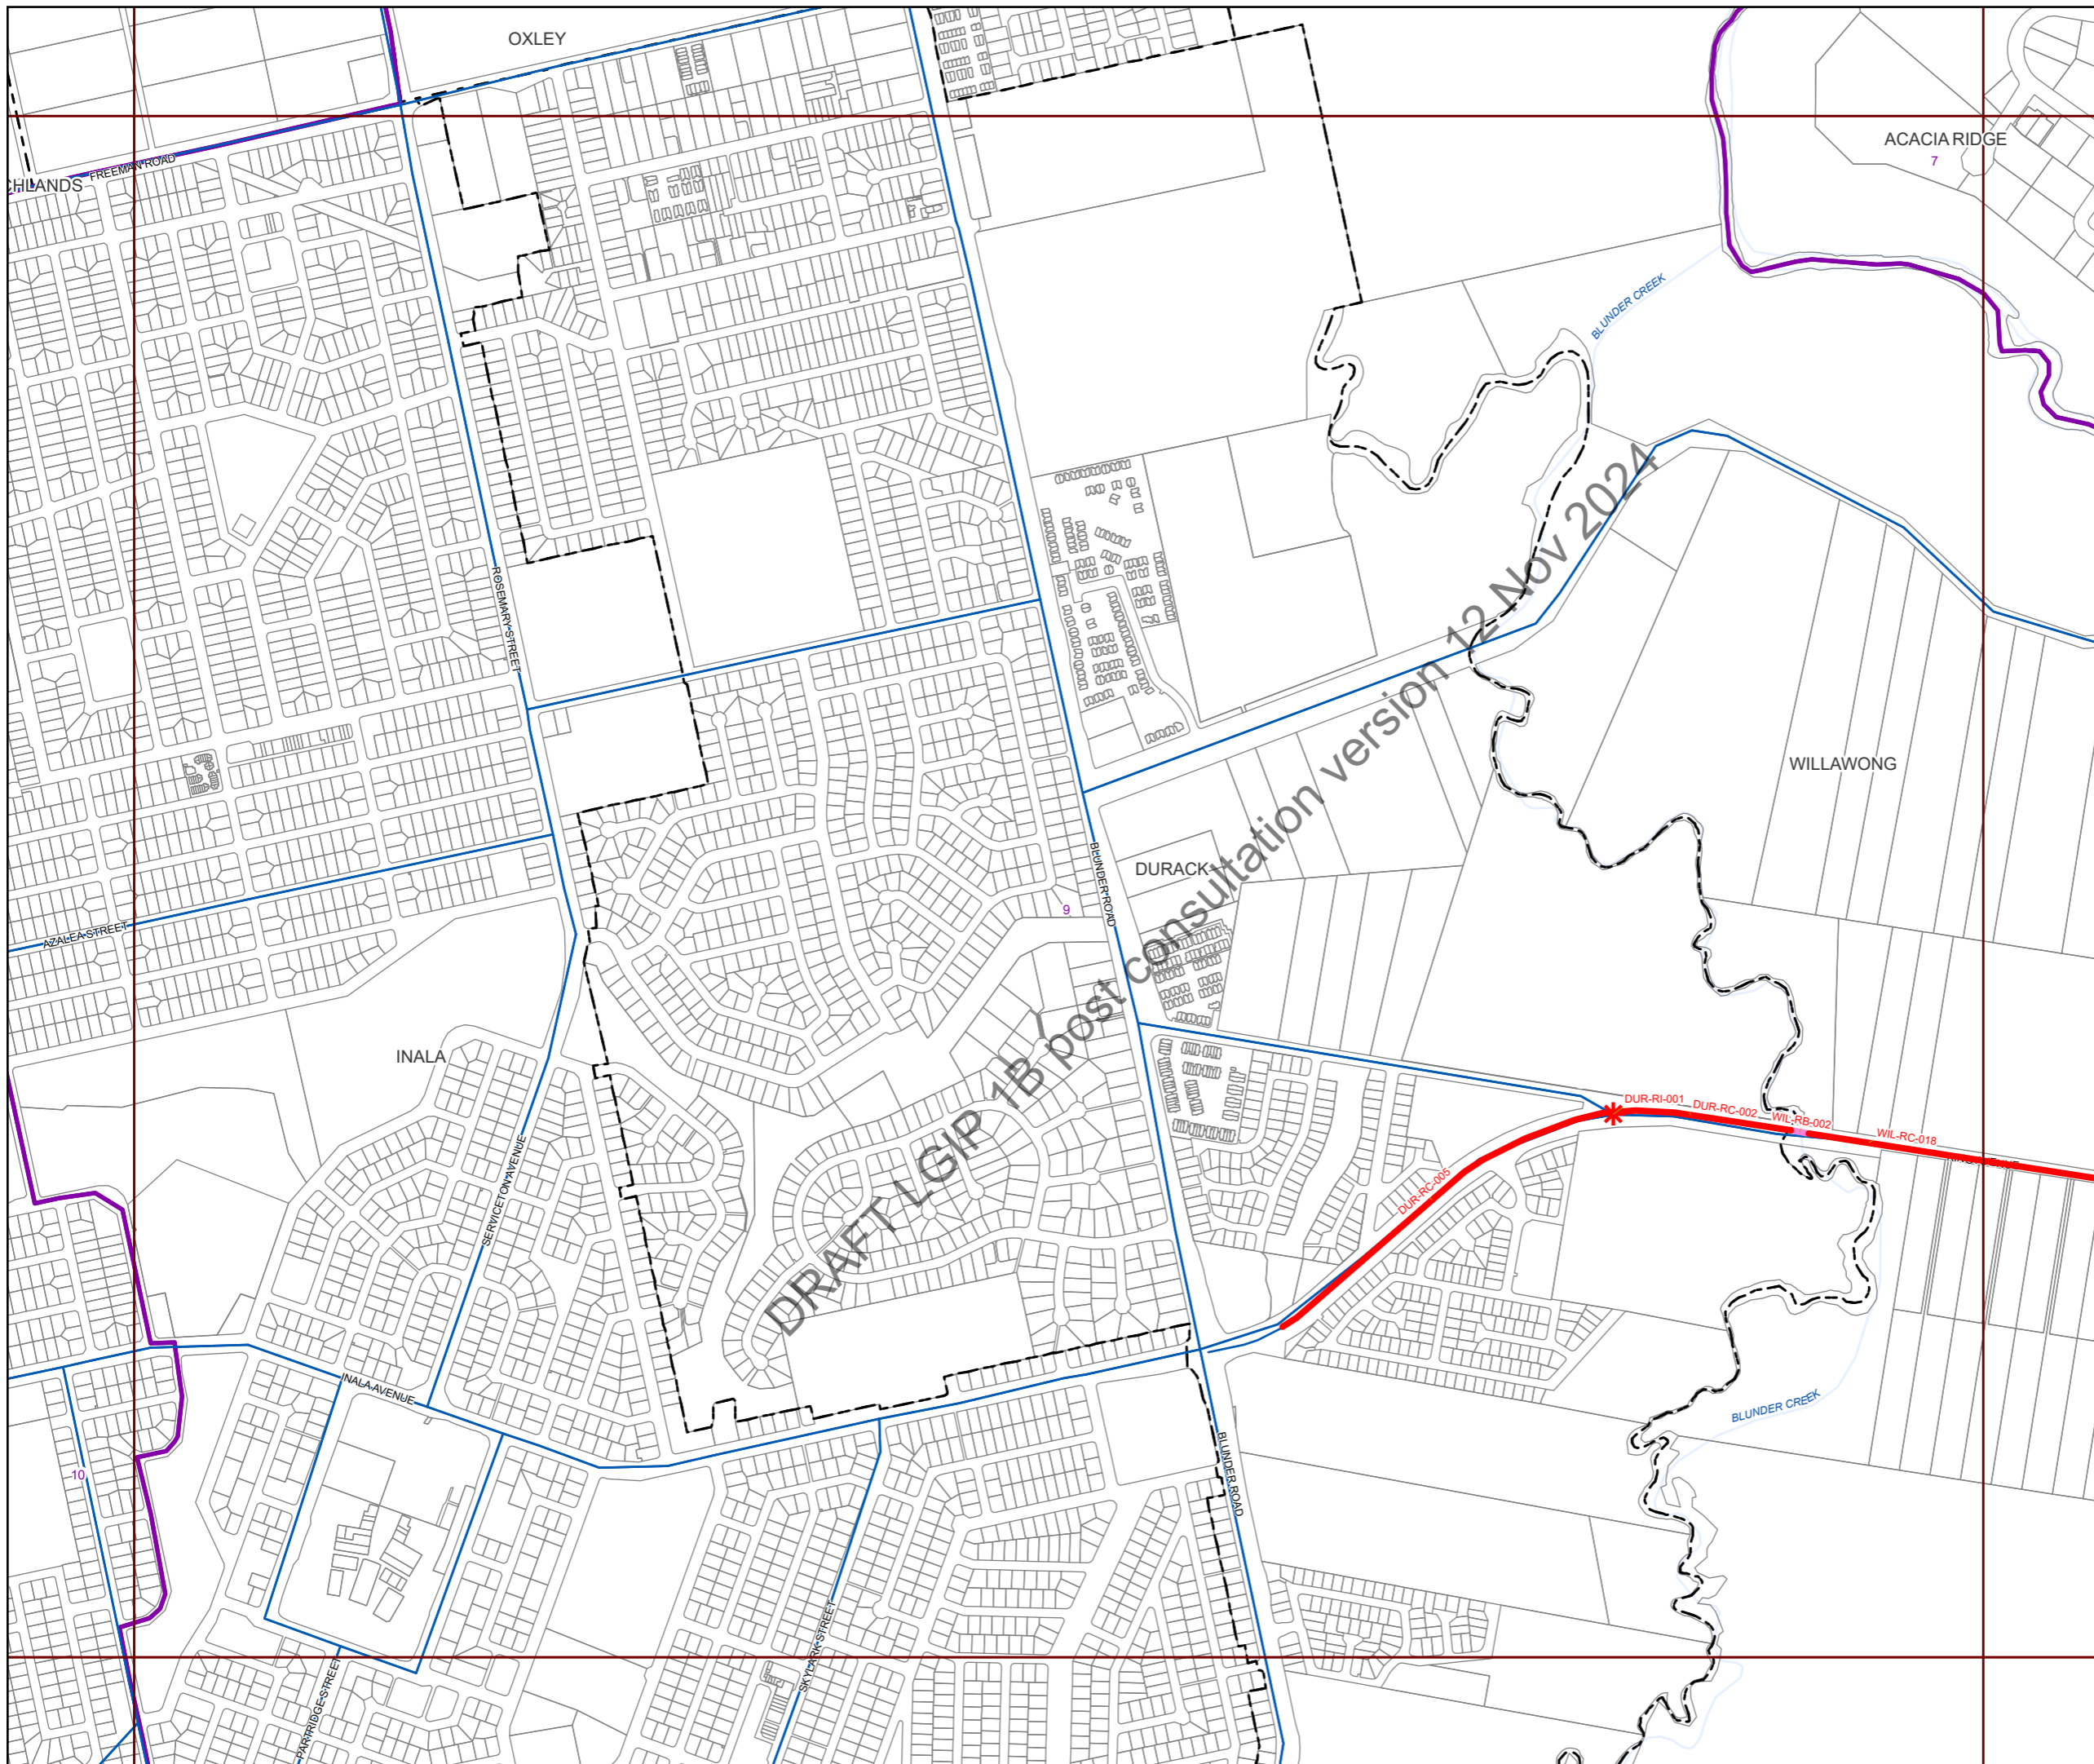 OXLEY
ACACIA RIDGE
7
FREEMAN ROAD
CHLANDS
BLUNDER CREEK
ROSEMARY STREET
WILLAWONG
DURACK
BLUNDER ROAD
9
AZALEA STREET
INALA
DRAFT LGIP 1B post consultation version 12 Nov 2024
DUR-RI-001
DUR-RC-002
WIL-RB-002
WIL-RC-018
DUR-RC-005
SERVICETON AVENUE
INALA AVENUE
BLUNDER CREEK
BLUNDER ROAD
10
SKYLARK STREET
PARTRIDGE STREET